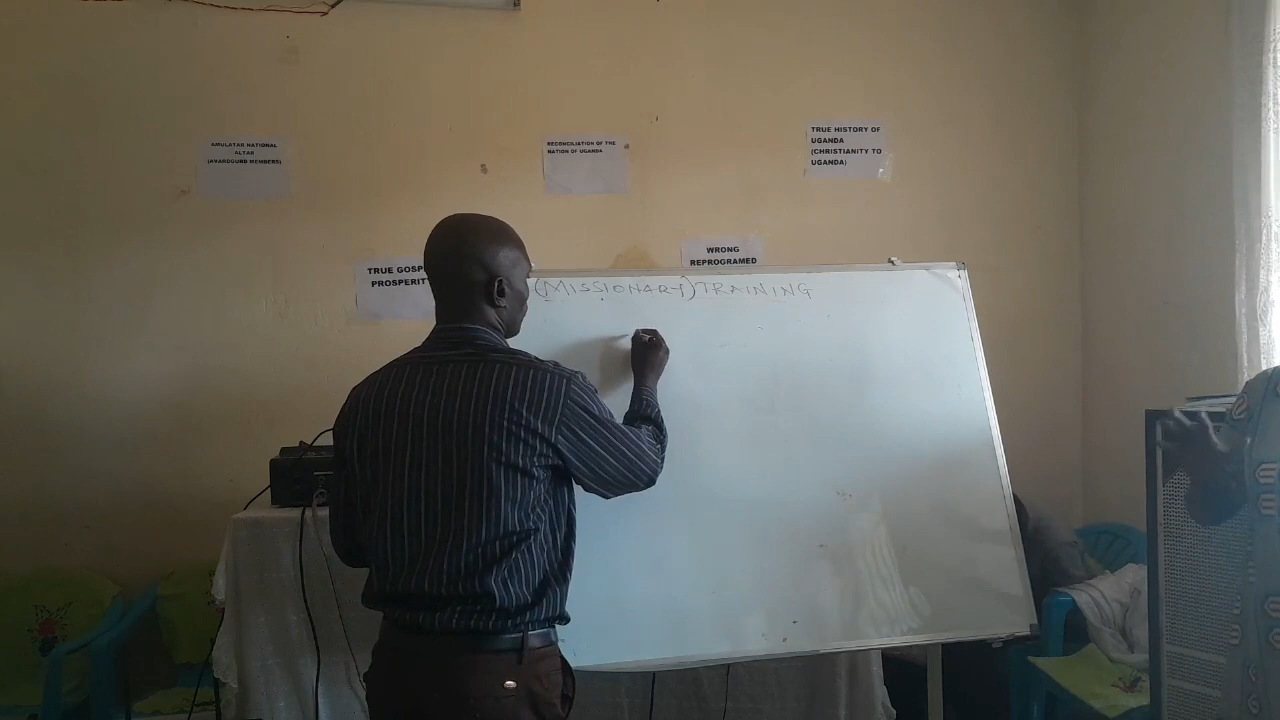 AMULATAR NATIONAL
ALTAR
(AWARDGUBB MEMBERS)
RECONCILIATION OF THE
NATION OF UGANDA
TRUE HISTORY OF
UGANDA
(CHRISTIANITY TO
UGANDA)
TRUE GOSP
PROSPERIT
WRONG
REPROGRAMED
(MISSIONARY) TRAINING